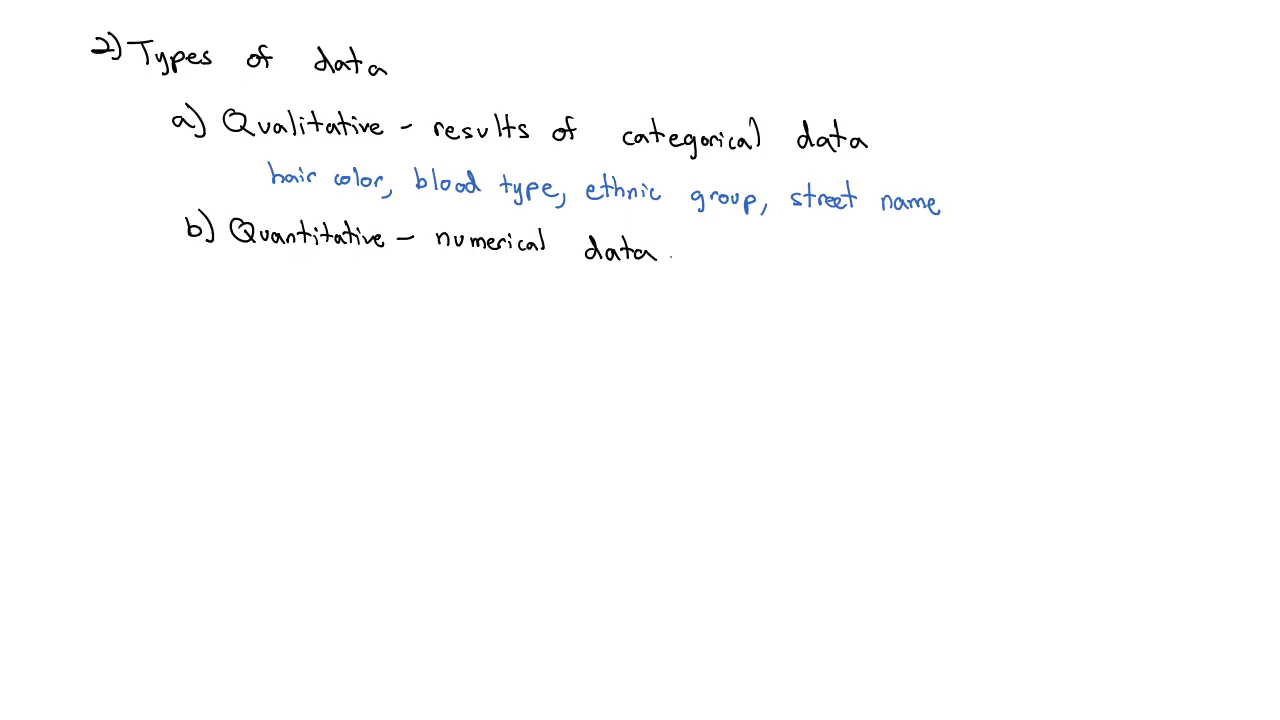 2) Types of data
a) Qualitative - results of categorical data
hair color, blood type, ethnic group, street name
b) Quantitative - numerical data